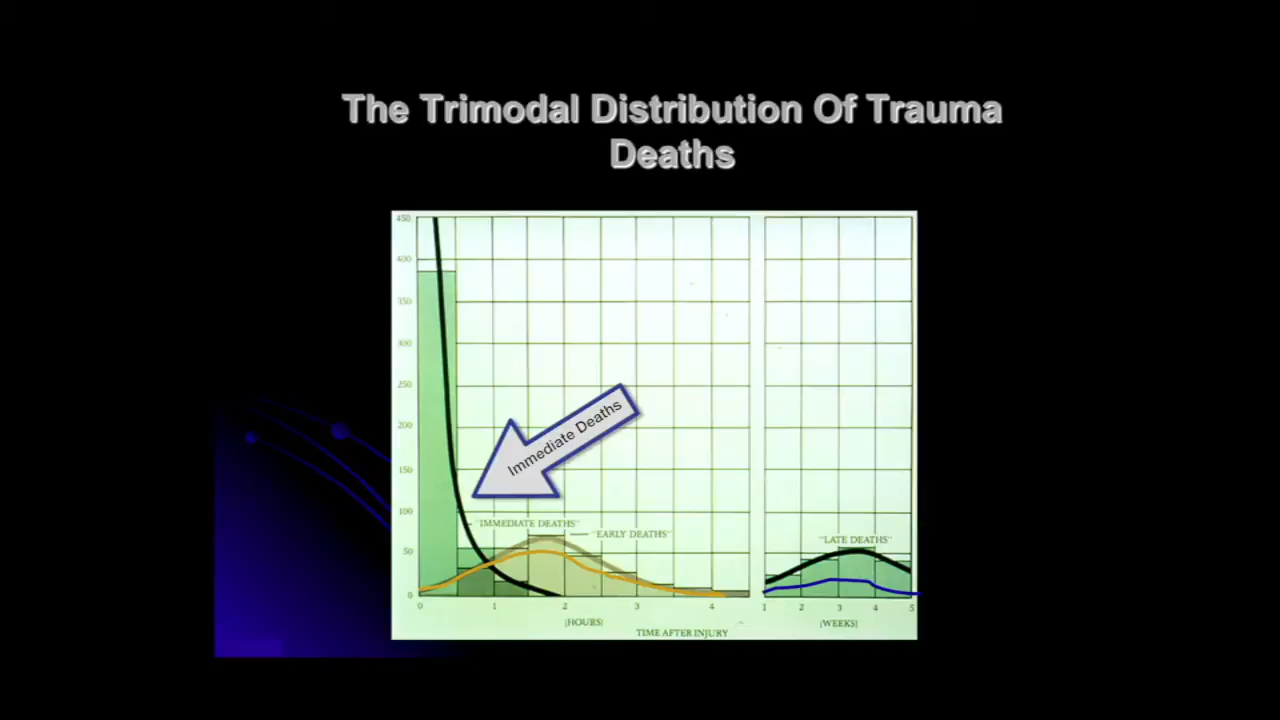 The Trimodal Distribution Of Trauma
Deaths
450
400
350
300
250
200
150
100
50
0
Immediate Deaths
"IMMEDIATE DEATHS"
"EARLY DEATHS"
"LATE DEATHS"
0 1 2 3 4
1 2 3 4 5
[HOURS]
[WEEKS]
TIME AFTER INJURY